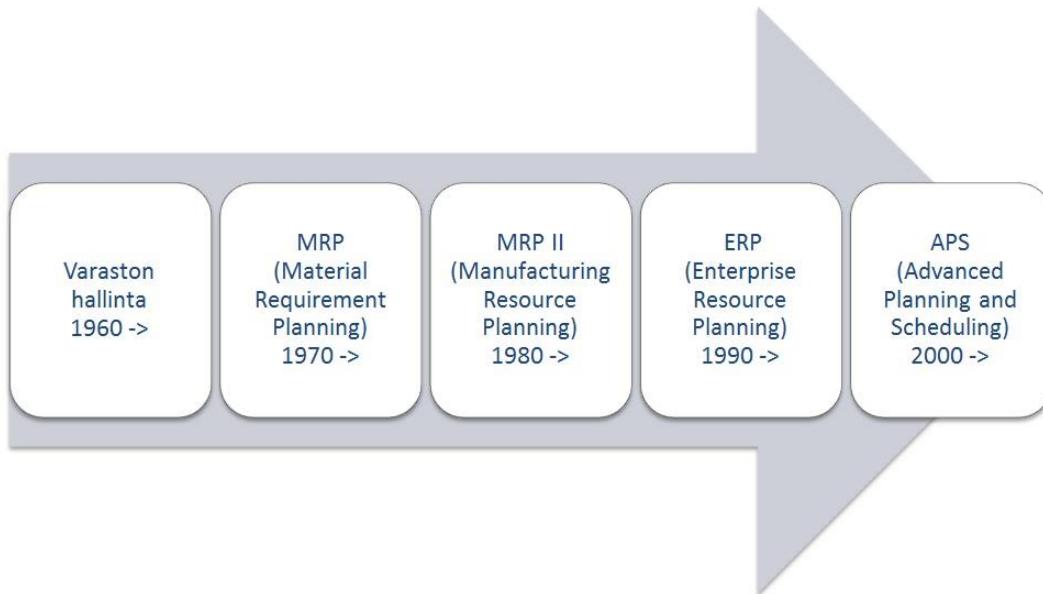 Varaston
hallinta
1960 ->
MRP
(Material
Requirement
Planning)
1970 ->
MRP II
(Manufacturing
Resource
Planning)
1980 ->
ERP
(Enterprise
Resource
Planning)
1990 ->
APS
(Advanced
Planning and
Scheduling)
2000 ->